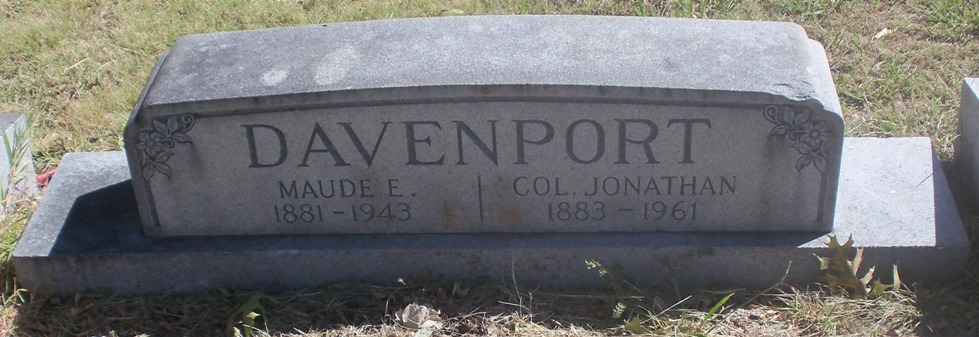 DAVENPORT
MAUDE E. COL. JONATHAN
1881 - 1943 1883 - 1961